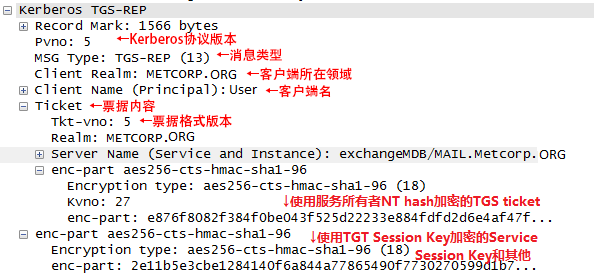 Kerberos TGS-REP
Record Mark: 1566 bytes
Pvno: 5 ←Kerberos协议版本
MSG Type: TGS-REP (13) ←消息类型
Client Realm: METCORP.ORG ←客户端所在领域
Client Name (Principal): User ←客户端名
Ticket ←票据内容
Tkt-vno: 5 ←票据格式版本
Realm: METCORP.ORG
Server Name (Service and Instance): exchangeMDB/MAIL.Metcorp.ORG
enc-part aes256-cts-hmac-sha1-96
Encryption type: aes256-cts-hmac-sha1-96 (18)
Kvno: 27 ↓使用服务所有者NT hash加密的TGS ticket
enc-part: e876f8082f384f0be043f525d22233e884fdfd2d6e4af47f...
enc-part aes256-cts-hmac-sha1-96 ↓使用TGT Session Key加密的Service
Encryption type: aes256-cts-hmac-sha1-96 (18) Session Key和其他
enc-part: 2e11b5e3cbe1284140f6a844a77865490f7730270599d1b7...